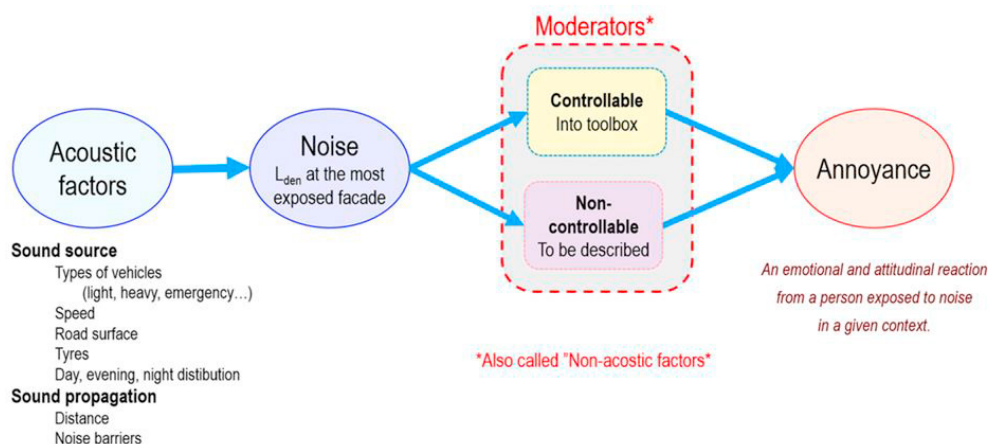 Moderators*
Acoustic
factors
Noise
Lden at the most
exposed facade
Controllable
Into toolbox
Non-
controllable
To be described
Annoyance
Sound source
Types of vehicles
(light, heavy, emergency…)
Speed
Road surface
Tyres
Day, evening, night distibution
Sound propagation
Distance
Noise barriers
An emotional and attitudinal reaction
from a person exposed to noise
in a given context.
*Also called "Non-acostic factors*